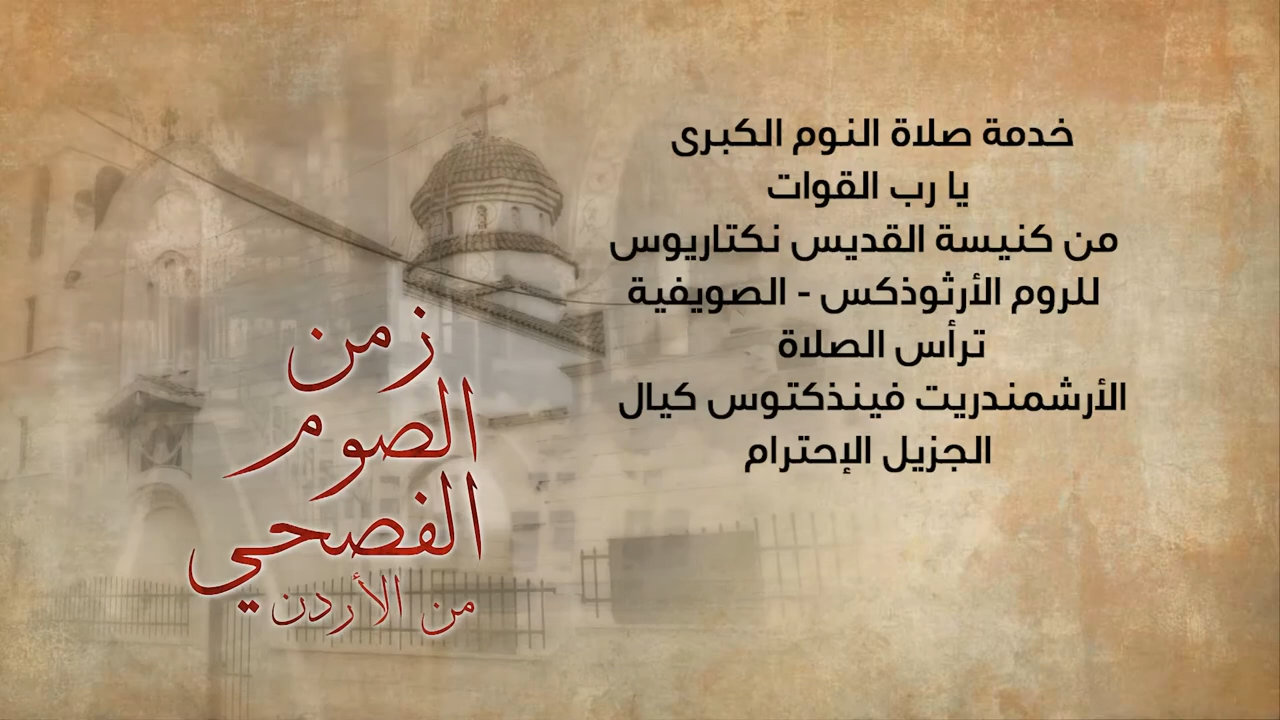 خدمة صلاة النوم الكبرى
يا رب القوات
من كنيسة القديس نكتاريوس
للروم الأرثوذكس - الصويفية
ترأس الصلاة
الأرشمندريت فينذكتوس كيال
الجزيل الإحترام
زمن
الصوم
الفصحي
من الأردن